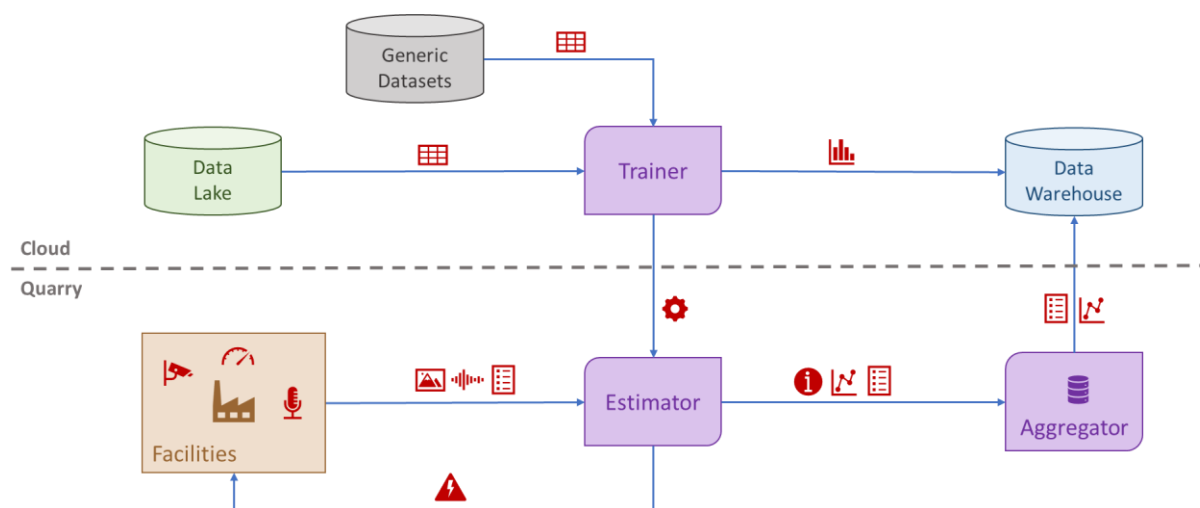 Generic
Datasets
Data
Lake
Trainer
Data
Warehouse
Cloud
Quarry
Estimator
Facilities
Aggregator